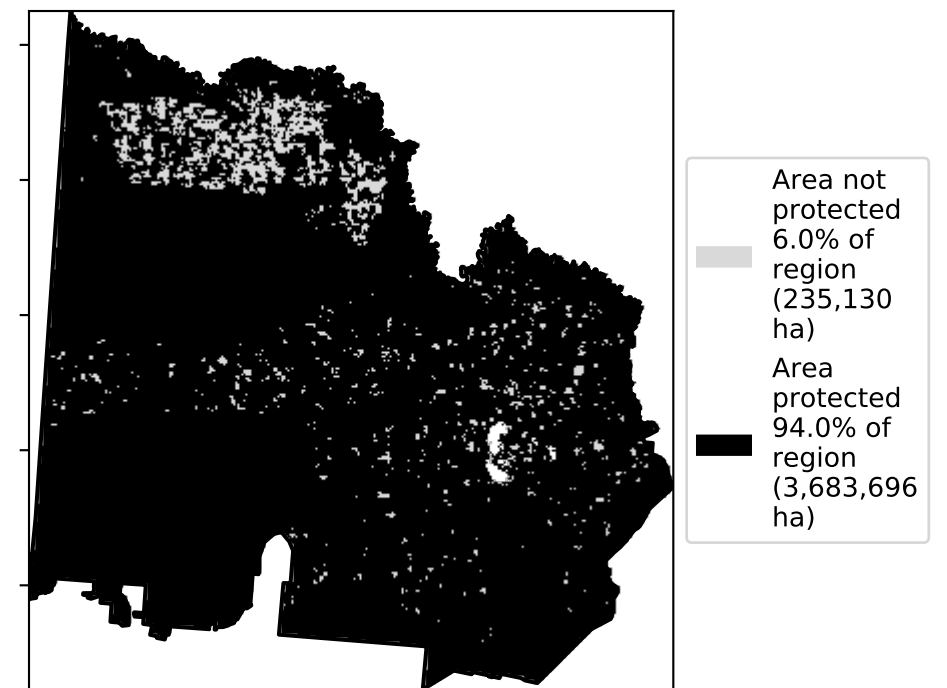 Area not
protected
6.0% of
region
(235,130
ha)
Area
protected
94.0% of
region
(3,683,696
ha)